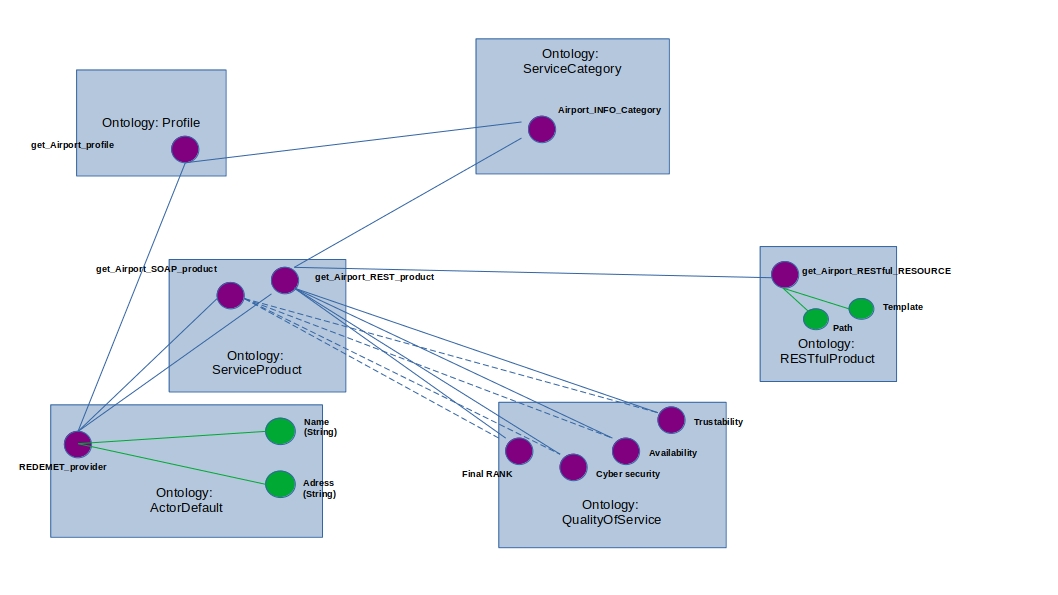 Ontology:
ServiceCategory
Airport_INFO_Category
Ontology: Profile
get_Airport_profile
get_Airport_SOAP_product
get_Airport_REST_product
get_Airport_RESTful_RESOURCE
Template
Path
Ontology:
RESTfulProduct
Ontology:
ServiceProduct
Name
(String)
Trustability
Availability
REDEMET_provider
Final RANK
Cyber security
Adress
(String)
Ontology:
ActorDefault
Ontology:
QualityOfService